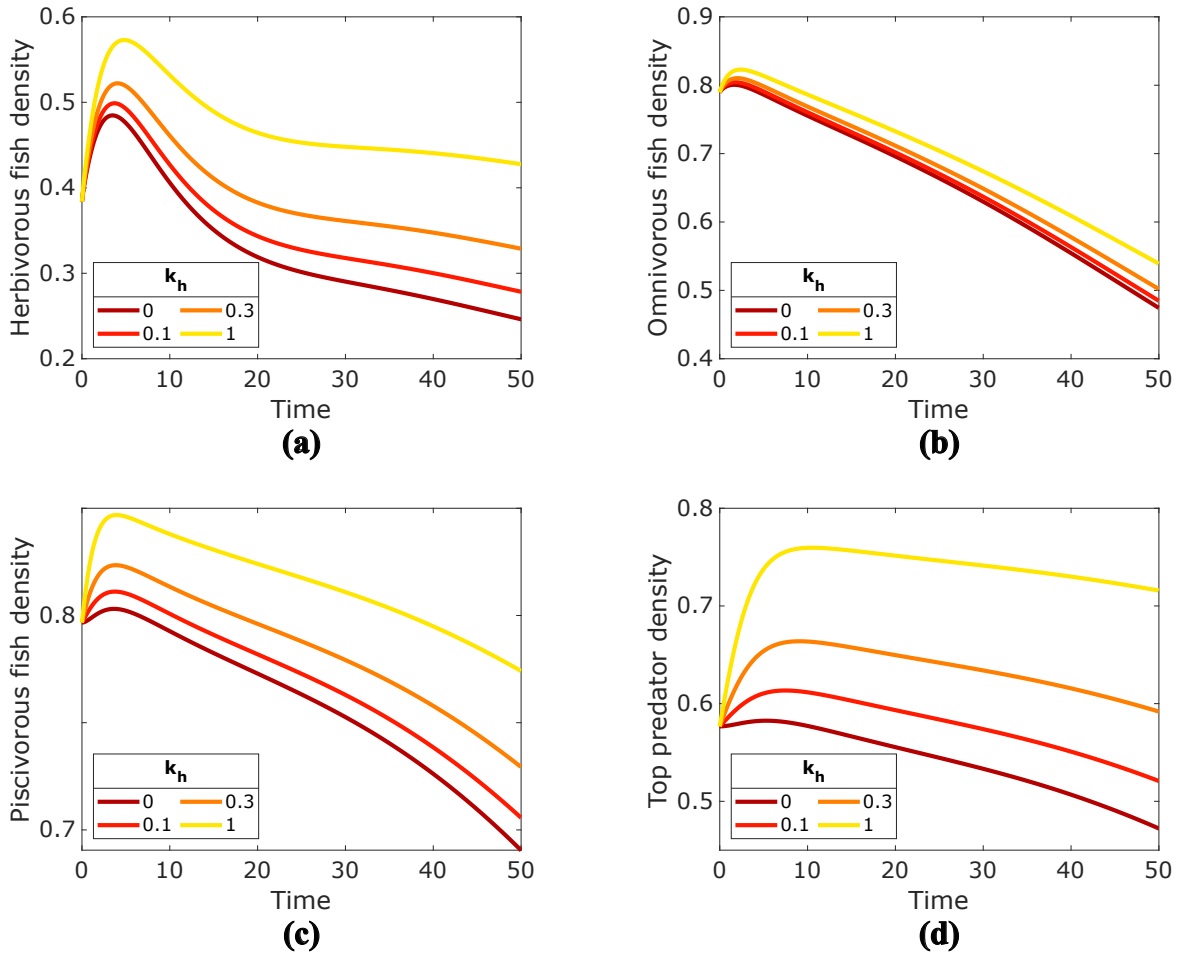 Herbivorous fish density
0.6
0.5
0.4
0.3
0.2
k_h
0 0.3
0.1 1
0 10 20 30 40 50
Time
(a)
Omnivorous fish density
0.9
0.8
0.7
0.6
0.5
0.4
k_h
0 0.3
0.1 1
0 10 20 30 40 50
Time
(b)
Piscivorous fish density
0.8
0.7
k_h
0 0.3
0.1 1
0 10 20 30 40 50
Time
(c)
Top predator density
0.8
0.7
0.6
0.5
k_h
0 0.3
0.1 1
0 10 20 30 40 50
Time
(d)